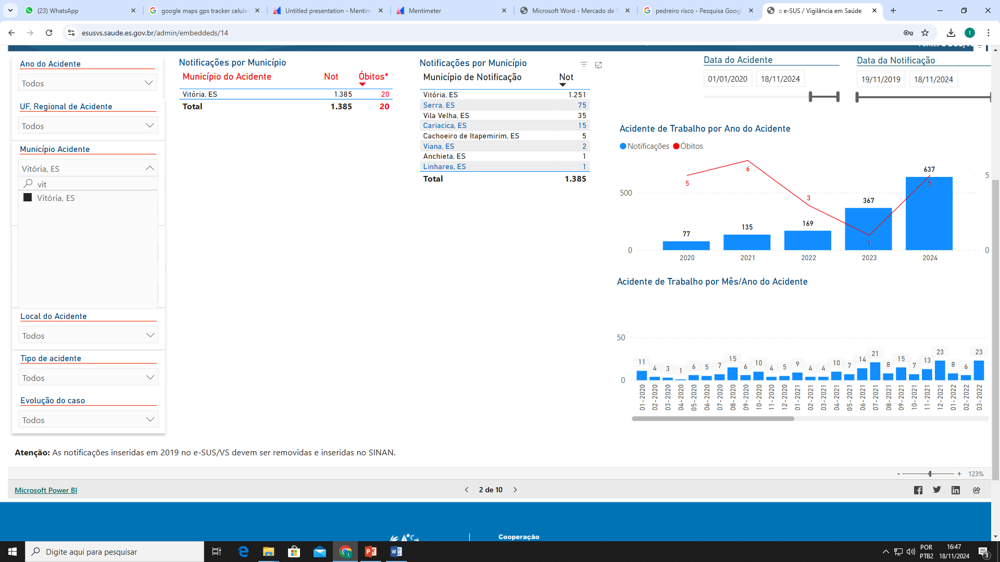 (23) WhatsApp
google maps gps tracker celula
Untitled presentation - Mentim
Mentimeter
Microsoft Word - Mercado de T
pedreiro risco - Pesquisa Goog
:: e-SUS / Vigilância em Saúde
esusvs.saude.es.gov.br/admin/embeddeds/14
t
Ano do Acidente
Todos
UF, Regional de Acidente
Todos
Município Acidente
Vitória, ES
vit
Vitória, ES
Local do Acidente
Todos
Tipo de acidente
Todos
Evolução do caso
Todos
Notificações por Município
Município do Acidente Not Óbitos*
Vitória, ES 1.385 20
Total 1.385 20
Notificações por Município
Município de Notificação Not
Vitória, ES 1.251
Serra, ES 75
Vila Velha, ES 35
Cariacica, ES 15
Cachoeiro de Itapemirim, ES 5
Viana, ES 2
Anchieta, ES 1
Linhares, ES 1
Total 1.385
Data do Acidente
01/01/2020 18/11/2024
Data da Notificação
19/11/2019 18/11/2024
Acidente de Trabalho por Ano do Acidente
Notificações Óbitos
500
0
5
0
77 135 169 367 637
5 6 3 1 5
2020 2021 2022 2023 2024
Acidente de Trabalho por Mês/Ano do Acidente
50
0
11 4 3 1 6 5 7 15 6 10 4 5 9 4 4 10 7 14 21 8 15 7 13 23 8 6 23
01-2020 02-2020 03-2020 04-2020 05-2020 06-2020 07-2020 08-2020 09-2020 10-2020 11-2020 12-2020 01-2021 02-2021 03-2021 04-2021 05-2021 06-2021 07-2021 08-2021 09-2021 10-2021 11-2021 12-2021 01-2022 02-2022 03-2022
Atenção: As notificações inseridas em 2019 no e-SUS/VS devem ser removidas e inseridas no SINAN.
- + 123%
Microsoft Power BI
2 de 10
Cooperação
Digite aqui para pesquisar
POR
PTB2
16:47
18/11/2024
3